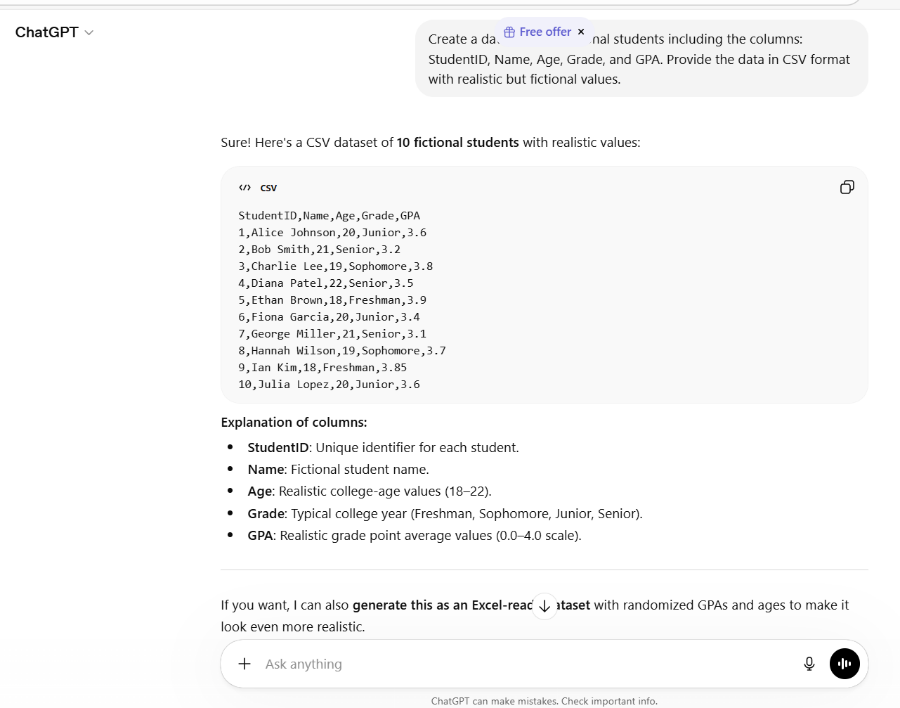 ChatGPT
Free offer ×
Create a da nal students including the columns:
StudentID, Name, Age, Grade, and GPA. Provide the data in CSV format
with realistic but fictional values.
Sure! Here's a CSV dataset of 10 fictional students with realistic values:
</> CSV
StudentID,Name,Age,Grade,GPA
1,Alice Johnson,20,Junior,3.6
2,Bob Smith,21,Senior,3.2
3,Charlie Lee,19,Sophomore,3.8
4,Diana Patel,22,Senior,3.5
5,Ethan Brown,18,Freshman,3.9
6,Fiona Garcia,20,Junior,3.4
7,George Miller,21,Senior,3.1
8,Hannah Wilson,19,Sophomore,3.7
9,Ian Kim,18,Freshman,3.85
10,Julia Lopez,20,Junior,3.6
Explanation of columns:
• StudentID: Unique identifier for each student.
• Name: Fictional student name.
• Age: Realistic college-age values (18–22).
• Grade: Typical college year (Freshman, Sophomore, Junior, Senior).
• GPA: Realistic grade point average values (0.0–4.0 scale).
If you want, I can also generate this as an Excel-read ataset with randomized GPAs and ages to make it
look even more realistic.
Ask anything
ChatGPT can make mistakes. Check important info.